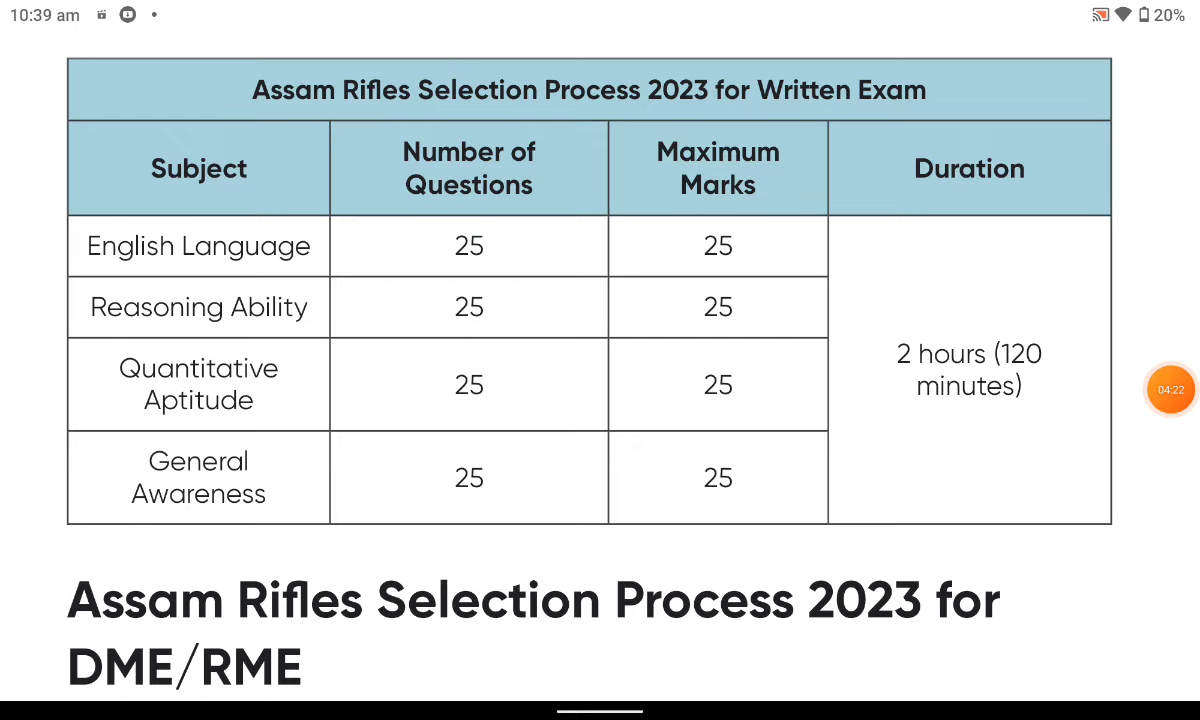 10:39 am
20%
Assam Rifles Selection Process 2023 for Written Exam
Subject
Number of
Questions
Maximum
Marks
Duration
English Language
25
25
Reasoning Ability
25
25
Quantitative
Aptitude
25
25
General
Awareness
25
25
2 hours (120
minutes)
04:22
Assam Rifles Selection Process 2023 for
DME/RME